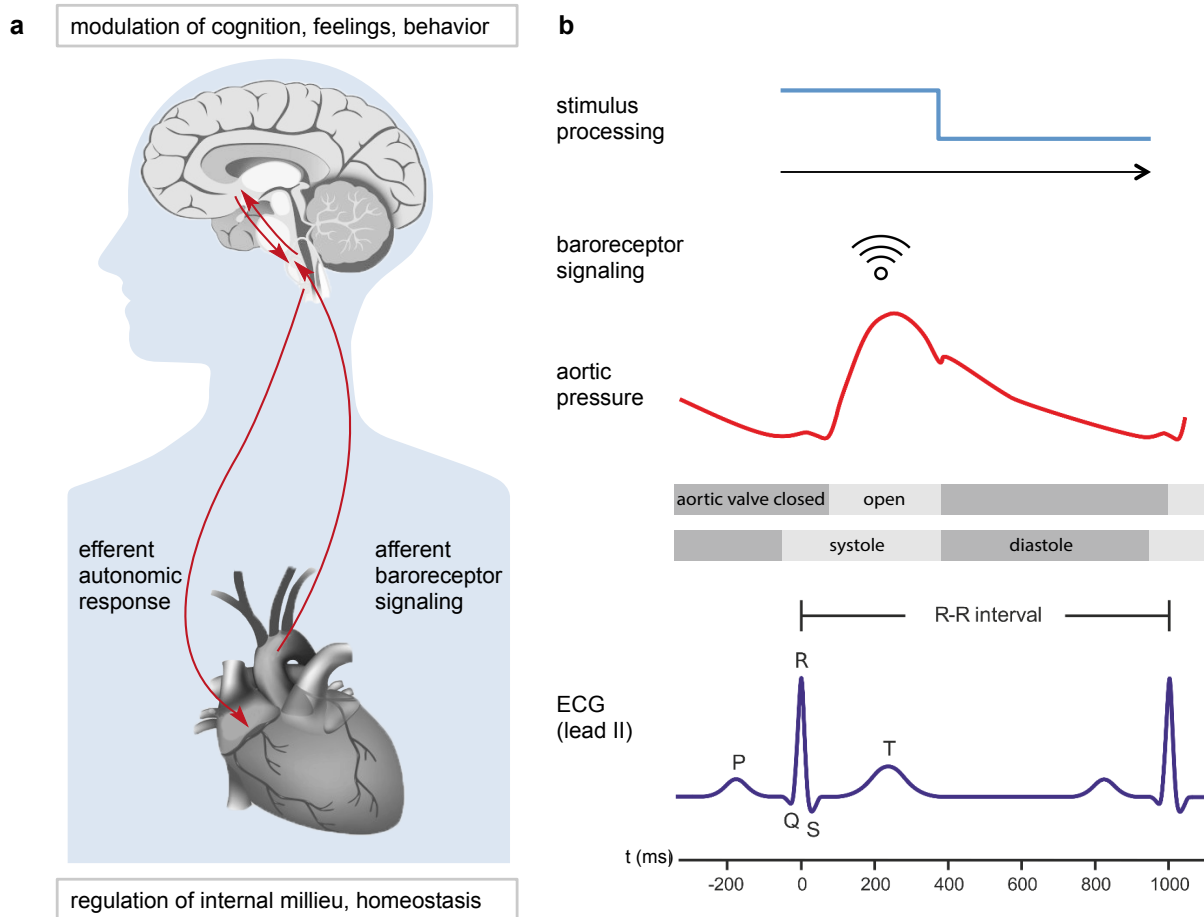 a
modulation of cognition, feelings, behavior
efferent
autonomic
response
afferent
baroreceptor
signaling
regulation of internal millieu, homeostasis
b
stimulus
processing
baroreceptor
signaling
aortic
pressure
aortic valve closed open
systole diastole
R-R interval
R
ECG
(lead II)
P
T
Q
S
t (ms)
-200 0 200 400 600 800 1000